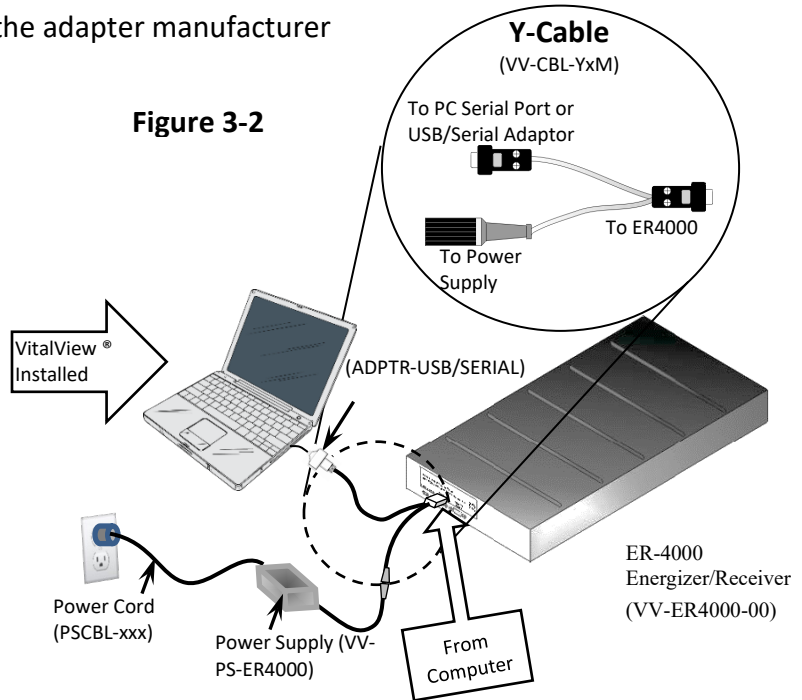 the adapter manufacturer
Figure 3-2
Y-Cable
(VV-CBL-YxM)
To PC Serial Port or
USB/Serial Adaptor
To ER4000
To Power
Supply
VitalView ®
Installed
(ADPTR-USB/SERIAL)
ER-4000
Energizer/Receiver
(VV-ER4000-00)
Power Cord
(PSCBL-xxx)
Power Supply (VV-
PS-ER4000)
From
Computer